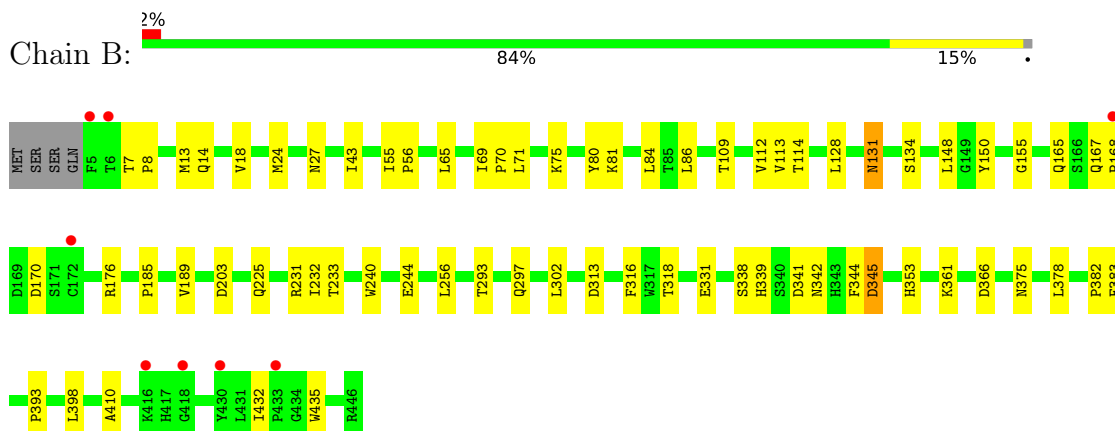 2%
Chain B:
84% 15% •
MET SER SER GLN F5 T6 T7 P8 M13 Q14 V18 M24 N27 I43 I55 P56 L65 I69 P70 L71 K75 Y80 K81 L84 T85 L86 T109 V112 V113 T114 L128 N131 S134 L148 G149 Y150 G155 Q165 S166 Q167 R168
D169 D170 S171 C172 R176 P185 V189 D203 Q225 R231 I232 T233 W240 E244 L256 T293 Q297 L302 D313 F316 W317 T318 E331 S338 H339 S340 D341 N342 H343 F344 D345 H353 K361 D366 N375 L378 P382
P393 L398 A410 K416 H417 G418 Y430 L431 I432 P433 G434 W435 R446